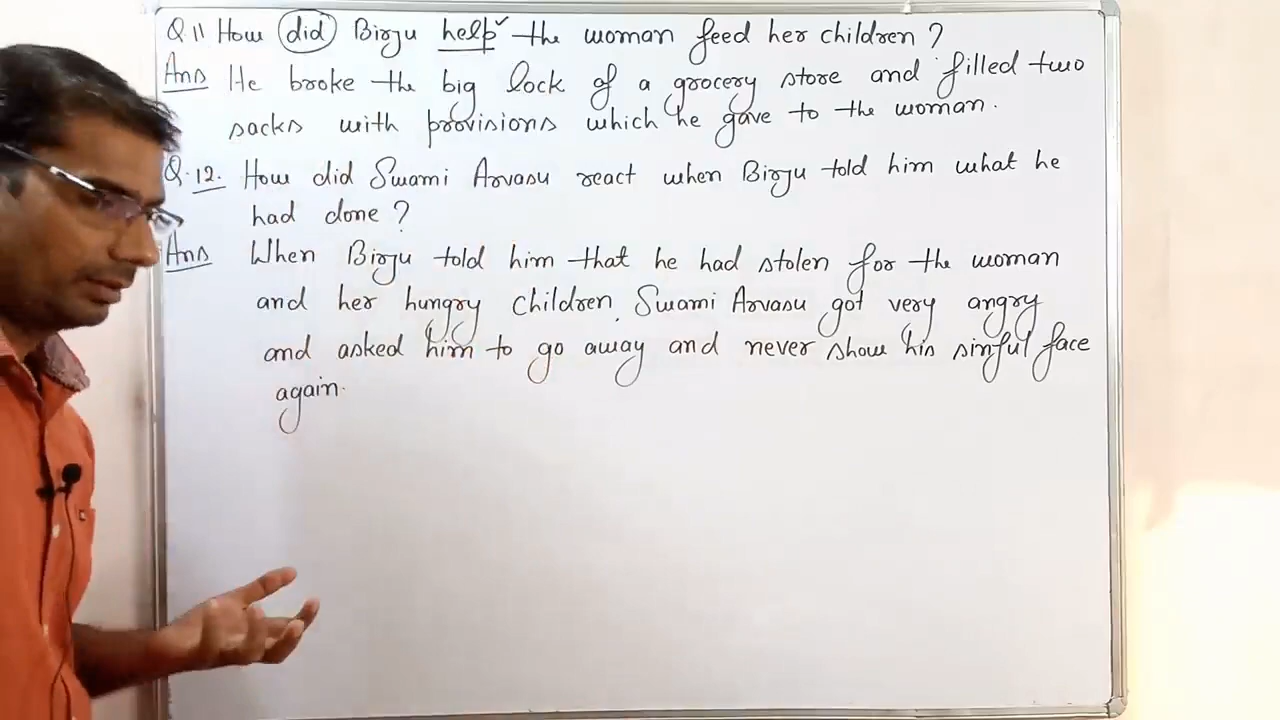 Q.11 How did Birju help the woman feed her children ?
Ans He broke the big lock of a grocery store and filled two
sacks with provisions which he gave to the woman.
Q.12. How did Swami Arvasu react when Birju told him what he
had done ?
Ans When Birju told him that he had stolen for the woman
and her hungry children, Swami Arvasu got very angry
and asked him to go away and never show his sinful face
again.